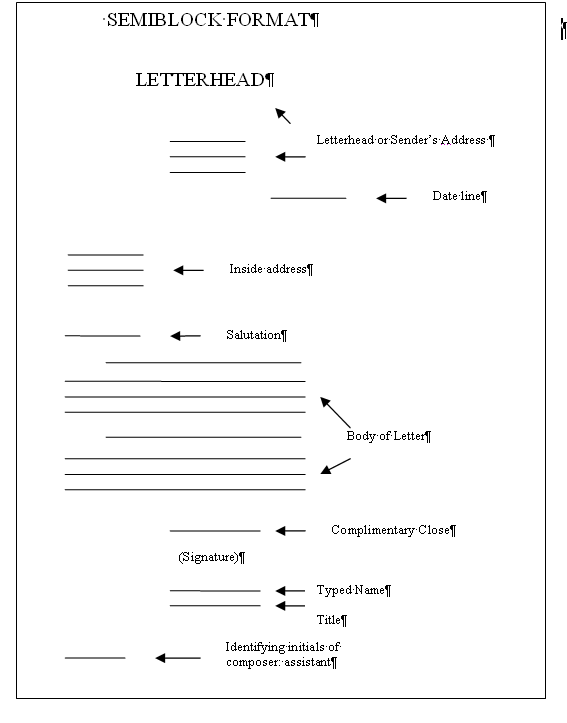 ·SEMIBLOCK·FORMAT¶
¶
LETTERHEAD¶
Letterhead·or·Sender's·Address·¶
Date·line¶
Inside·address¶
Salutation¶
Body·of·Letter¶
Complimentary·Close¶
(Signature)¶
Typed·Name¶
Title¶
Identifying·initials·of·
composer:·assistant¶